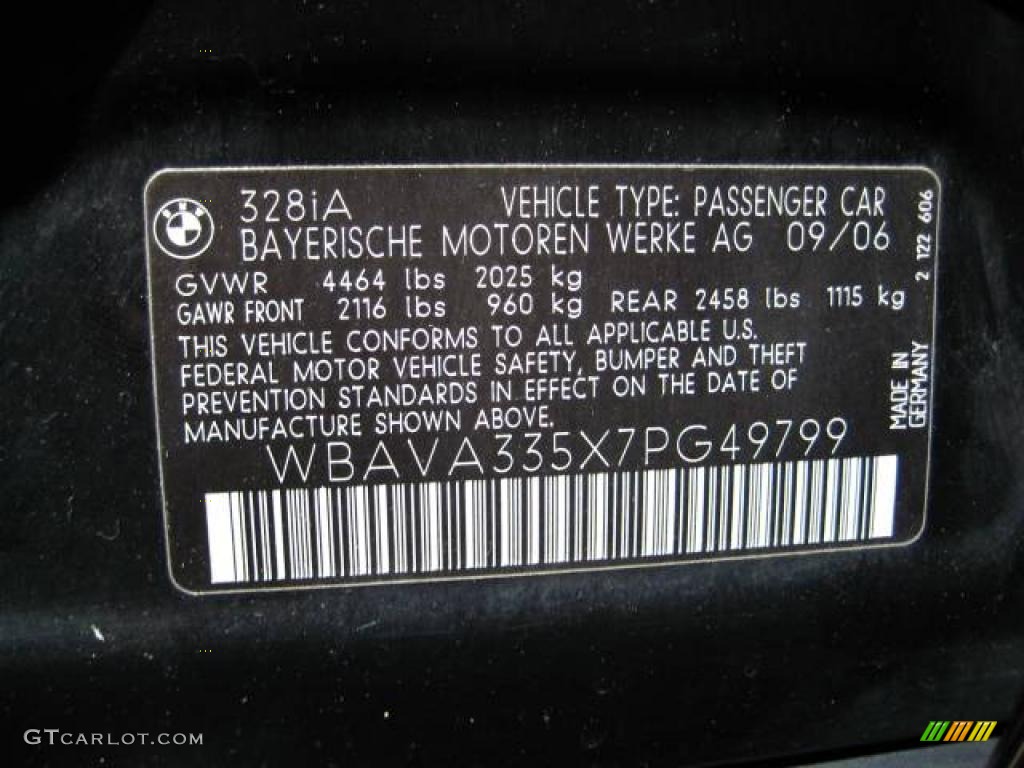 328iA VEHICLE TYPE: PASSENGER CAR
BAYERISCHE MOTOREN WERKE AG 09/06
GVWR 4464 lbs 2025 kg
GAWR FRONT 2116 lbs 960 kg REAR 2458 lbs 1115 kg
THIS VEHICLE CONFORMS TO ALL APPLICABLE U.S.
FEDERAL MOTOR VEHICLE SAFETY, BUMPER AND THEFT
PREVENTION STANDARDS IN EFFECT ON THE DATE OF
MANUFACTURE SHOWN ABOVE.
WBAVA335X7PG49799
2 122 606
MADE IN
GERMANY
GTCARLOT.COM